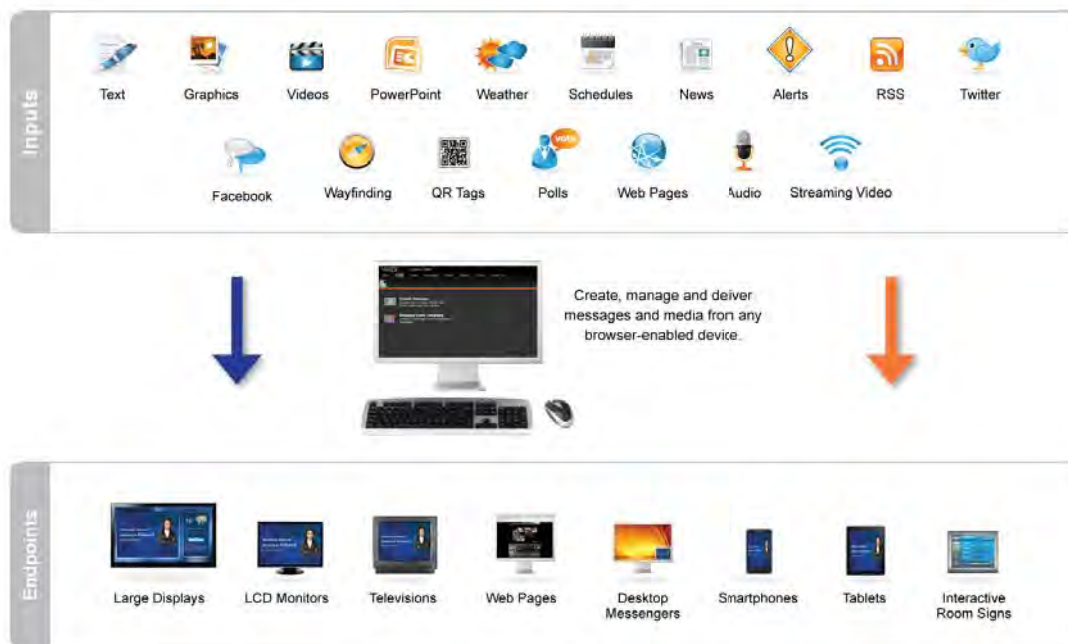 Inputs
Text
Graphics
Videos
PowerPoint
Weather
Schedules
News
Alerts
RSS
Twitter
vote
Facebook
Wayfinding
QR Tags
Polls
Web Pages
Audio
Streaming Video
Create, manage and deiver
messages and media from any
browser-enabled device.
Endpoints
Large Displays
LCD Monitors
Televisions
Web Pages
Desktop
Messengers
Smartphones
Tablets
Interactive
Room Signs